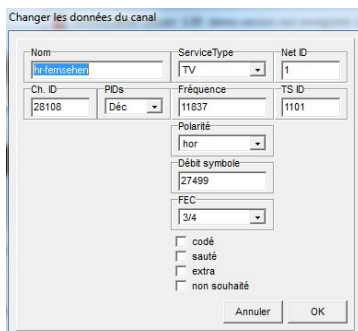 Changer les données du canal
Nom
ServiceType
Net ID
hr-fernsehen
TV
1
Ch. ID
PIDs
Fréquence
TS ID
28108
Déc
11837
1101
Polarité
hor
Débit symbole
27499
FEC
3/4
codé
sauté
extra
non souhaité
Annuler
OK